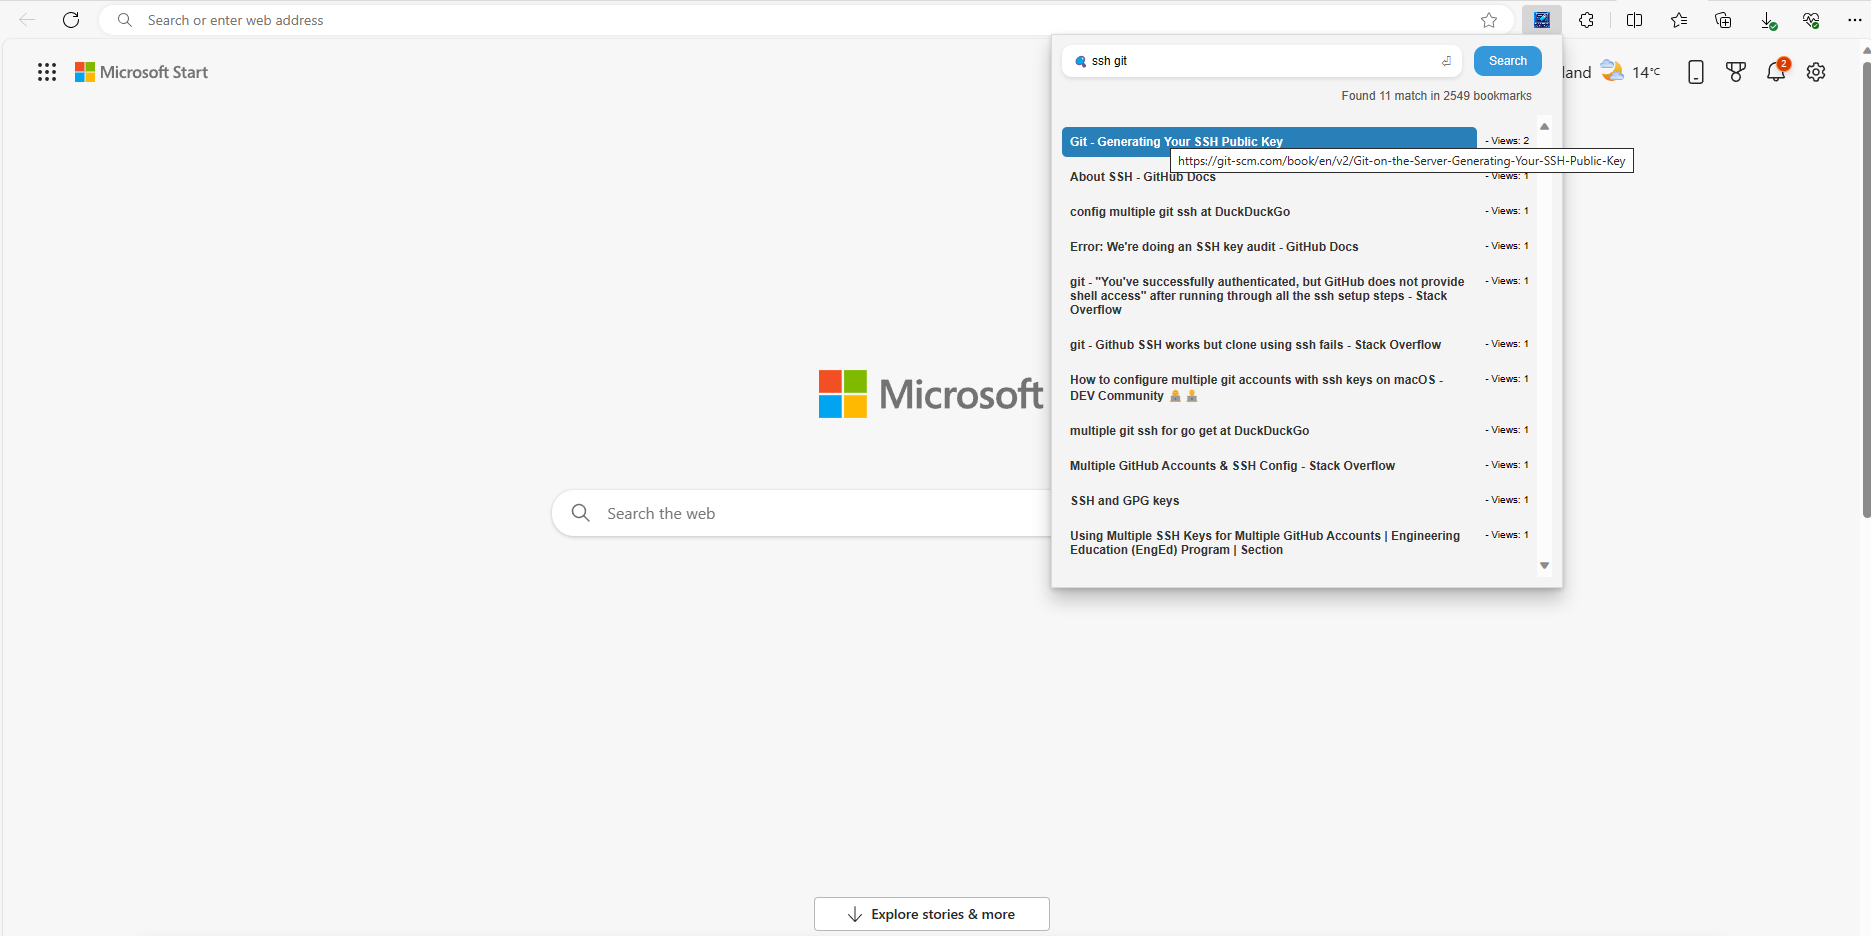 Search or enter web address
Microsoft Start
ssh git
Search
land
14°C
2
Found 11 match in 2549 bookmarks
Git - Generating Your SSH Public Key
- Views: 2
https://git-scm.com/book/en/v2/Git-on-the-Server-Generating-Your-SSH-Public-Key
About SSH - GitHub Docs
- Views: 1
config multiple git ssh at DuckDuckGo
- Views: 1
Error: We're doing an SSH key audit - GitHub Docs
- Views: 1
git - "You've successfully authenticated, but GitHub does not provide
- Views: 1
shell access" after running through all the ssh setup steps - Stack
Overflow
git - Github SSH works but clone using ssh fails - Stack Overflow
- Views: 1
How to configure multiple git accounts with ssh keys on macOS -
- Views: 1
DEV Community
multiple git ssh for go get at DuckDuckGo
- Views: 1
Multiple GitHub Accounts & SSH Config - Stack Overflow
- Views: 1
SSH and GPG keys
- Views: 1
Using Multiple SSH Keys for Multiple GitHub Accounts | Engineering
- Views: 1
Education (EngEd) Program | Section
Microsoft
Search the web
Explore stories & more